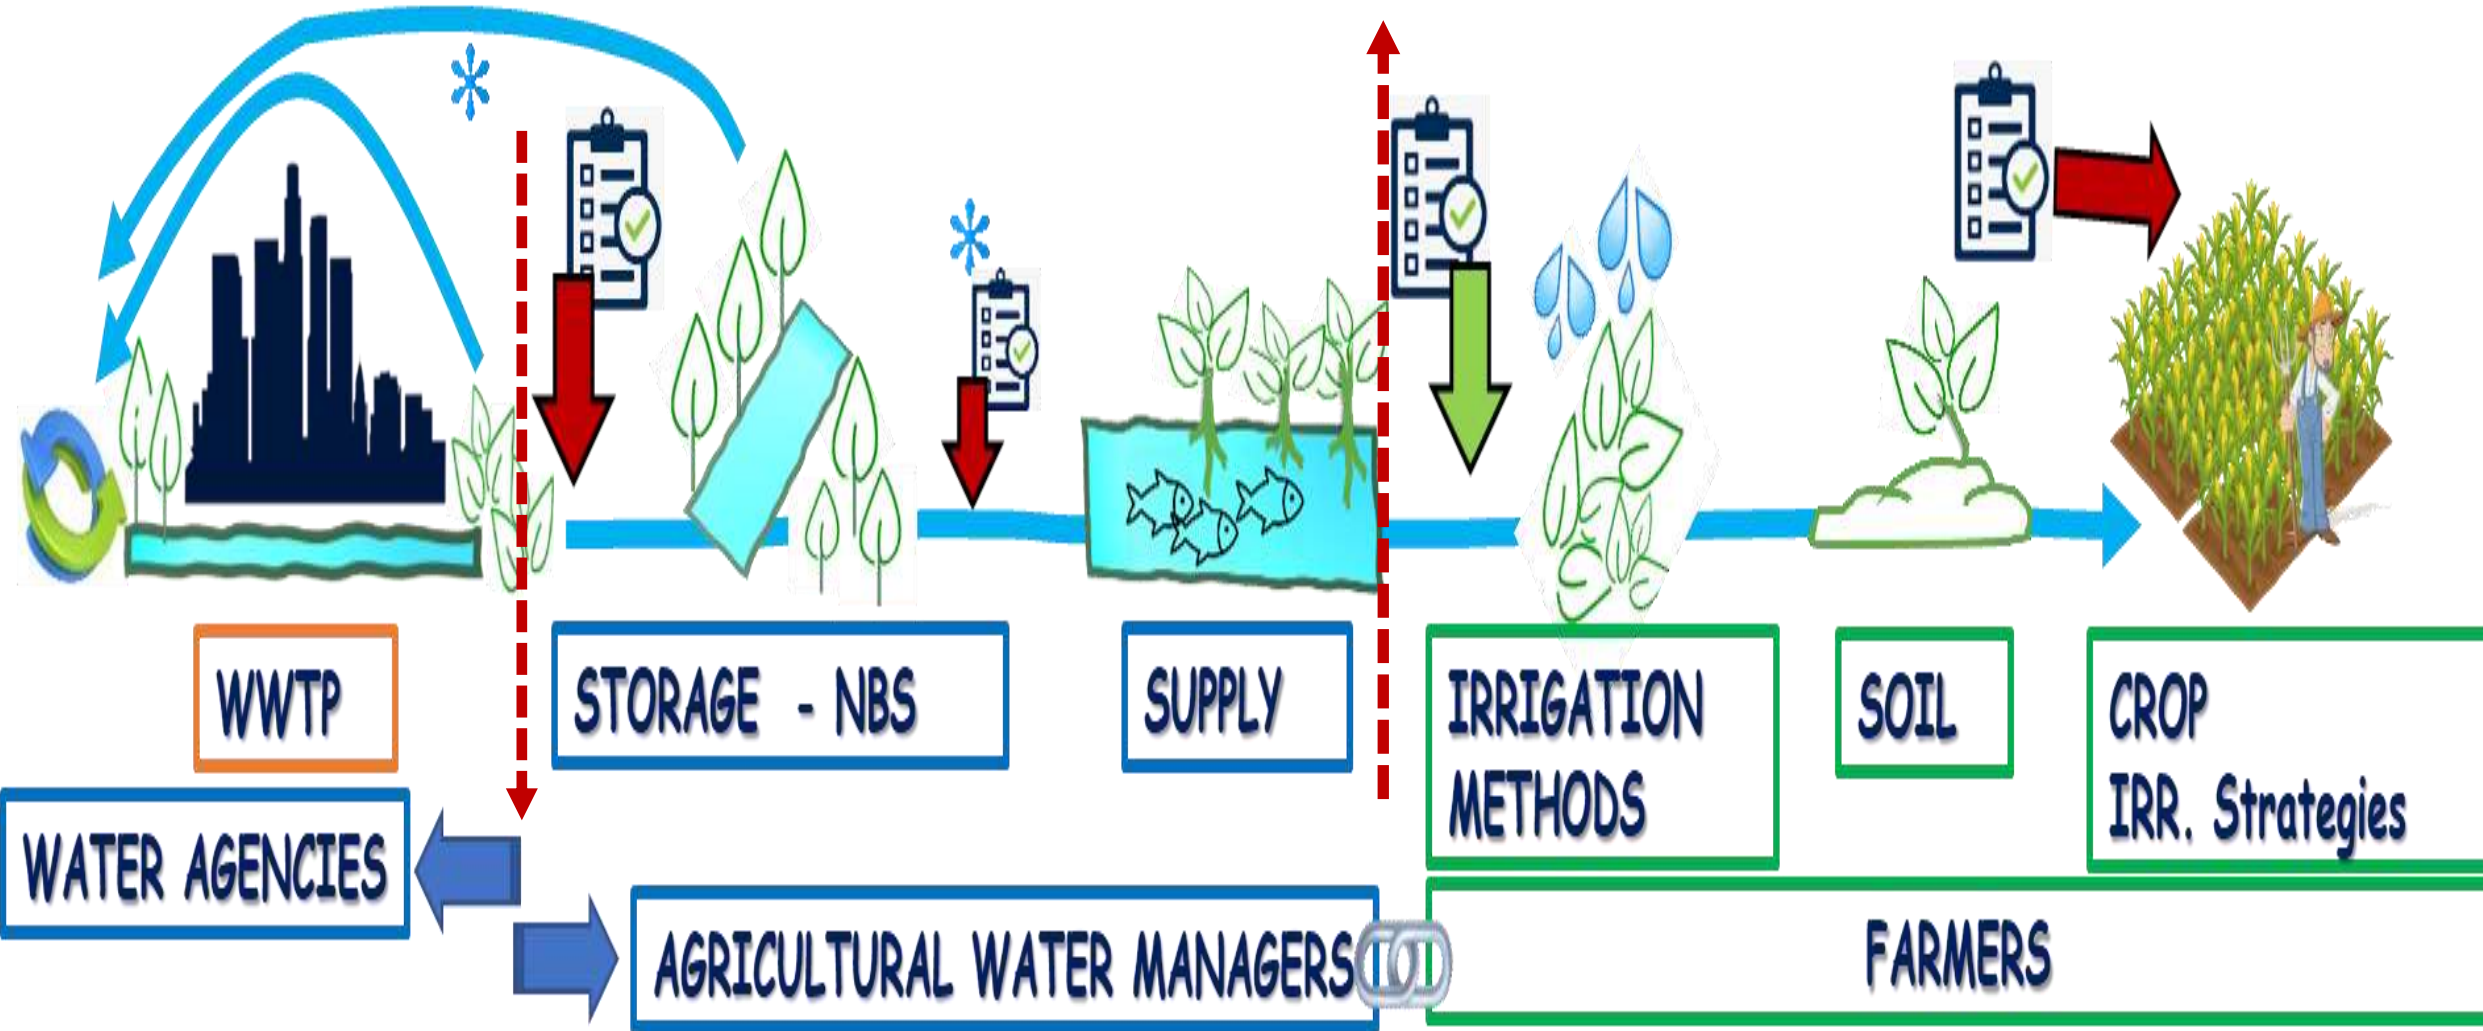 WWTP
STORAGE - NBS
SUPPLY
IRRIGATION
METHODS
SOIL
CROP
IRR. Strategies
WATER AGENCIES
AGRICULTURAL WATER MANAGERS
FARMERS